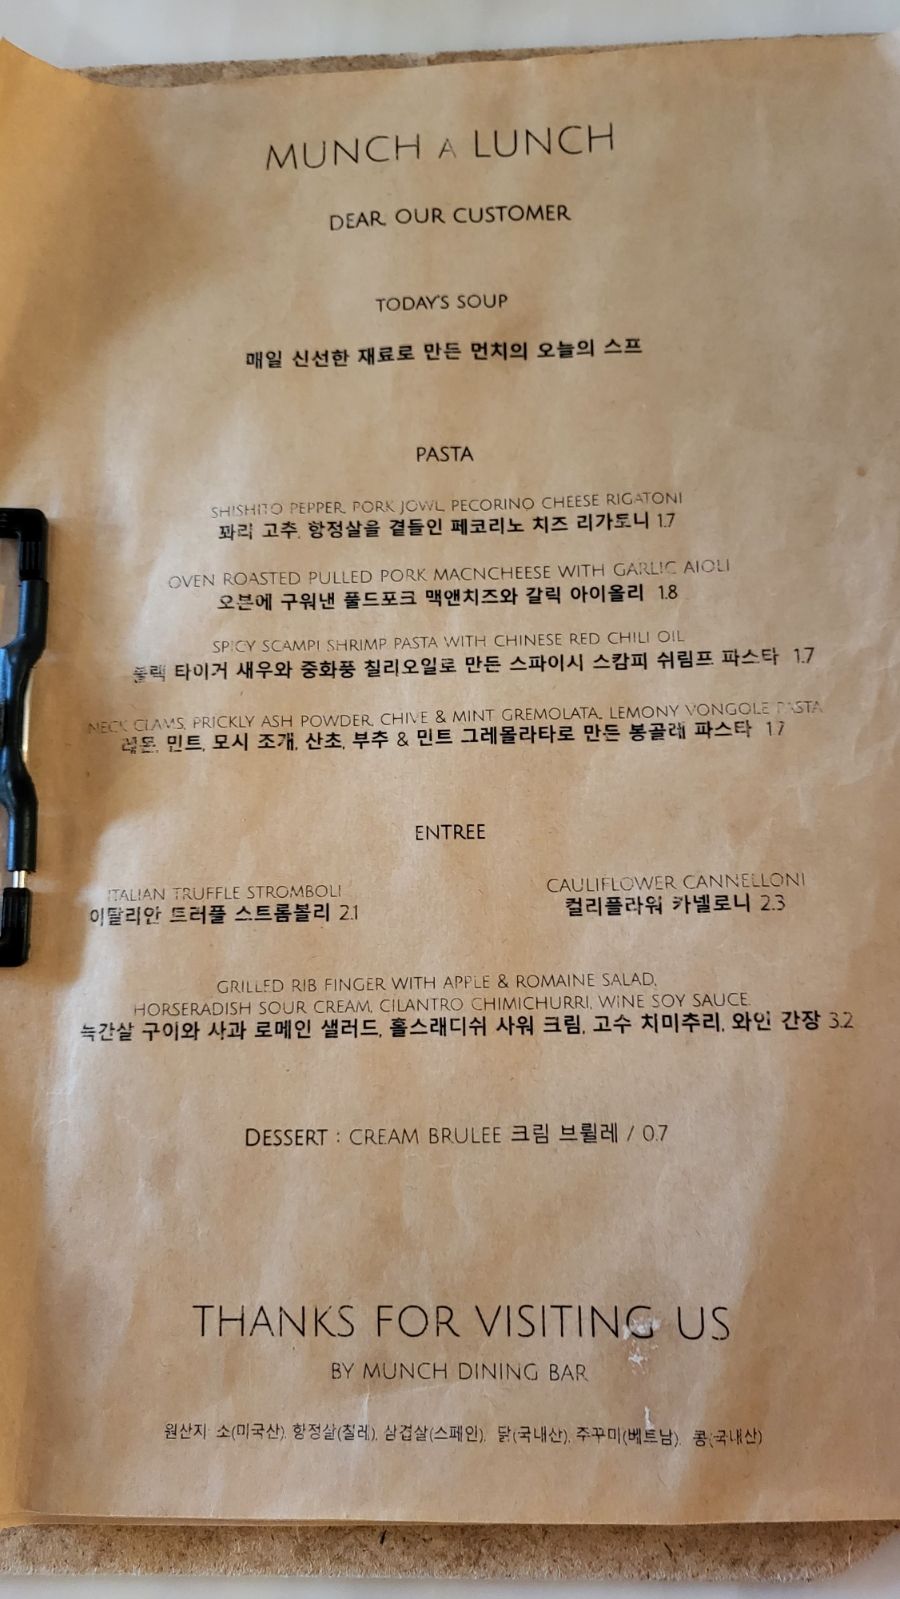 MUNCH A LUNCH
DEAR, OUR CUSTOMER
TODAY'S SOUP
매일 신선한 재료로 만든 먼치의 오늘의 스프
PASTA
SHISHITO PEPPER, PORK JOWL, PECORINO CHEESE RIGATONI
꽈리 고추, 항정살을 곁들인 페코리노 치즈 리가토니 1.7
OVEN ROASTED PULLED PORK MACNCHEESE WITH GARLIC AIOLI
오븐에 구워낸 풀드포크 맥앤치즈와 갈릭 아이올리 1.8
SPICY SCAMPI SHRIMP PASTA WITH CHINESE RED CHILI OIL
블랙 타이거 새우와 중화풍 칠리오일로 만든 스파이시 스캄피 쉬림프 파스타 1.7
NECK CLAMS, PRICKLY ASH POWDER, CHIVE & MINT GREMOLATA, LEMONY VONGOLE PASTA
레몬, 민트, 모시 조개, 산초, 부추 & 민트 그레몰라타로 만든 봉골레 파스타 1.7
ENTREE
ITALIAN TRUFFLE STROMBOLI
이탈리안 트러플 스트롬볼리 2.1
CAULIFLOWER CANNELLONI
컬리플라워 카넬로니 2.3
GRILLED RIB FINGER WITH APPLE & ROMAINE SALAD,
HORSERADISH SOUR CREAM, CILANTRO CHIMICHURRI, WINE SOY SAUCE.
늑간살 구이와 사과 로메인 샐러드, 홀스래디쉬 사워 크림, 고수 치미추리, 와인 간장 3.2
DESSERT : CREAM BRULEE 크림 브륄레 / 0.7
THANKS FOR VISITING US
BY MUNCH DINING BAR
원산지: 소(미국산), 항정살(칠레), 삼겹살(스페인), 닭(국내산), 주꾸미(베트남), 콩(국내산)